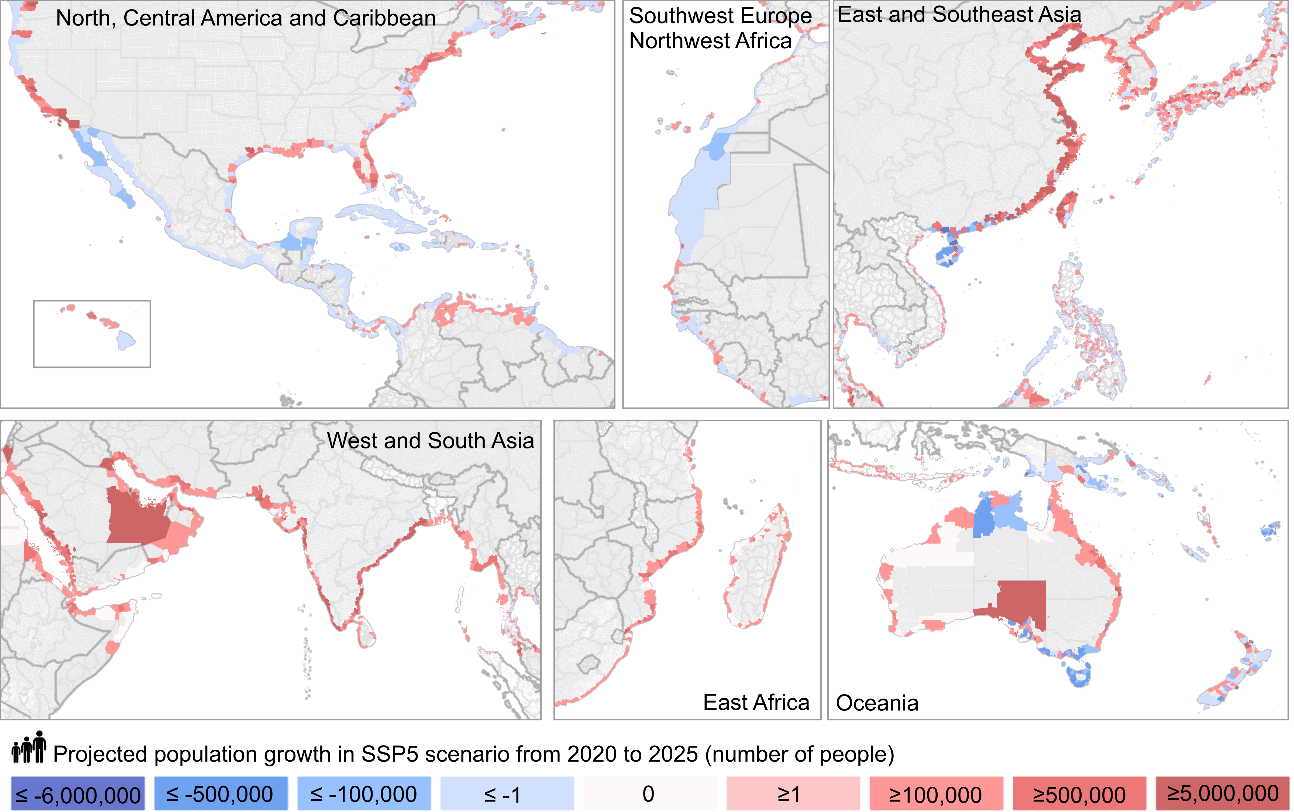 North, Central America and Caribbean
Southwest Europe
Northwest Africa
East and Southeast Asia
West and South Asia
East Africa
Oceania
Projected population growth in SSP5 scenario from 2020 to 2025 (number of people)
≤ -6,000,000
≤ -500,000
≤ -100,000
≤ -1
0
≥1
≥100,000
≥500,000
≥5,000,000